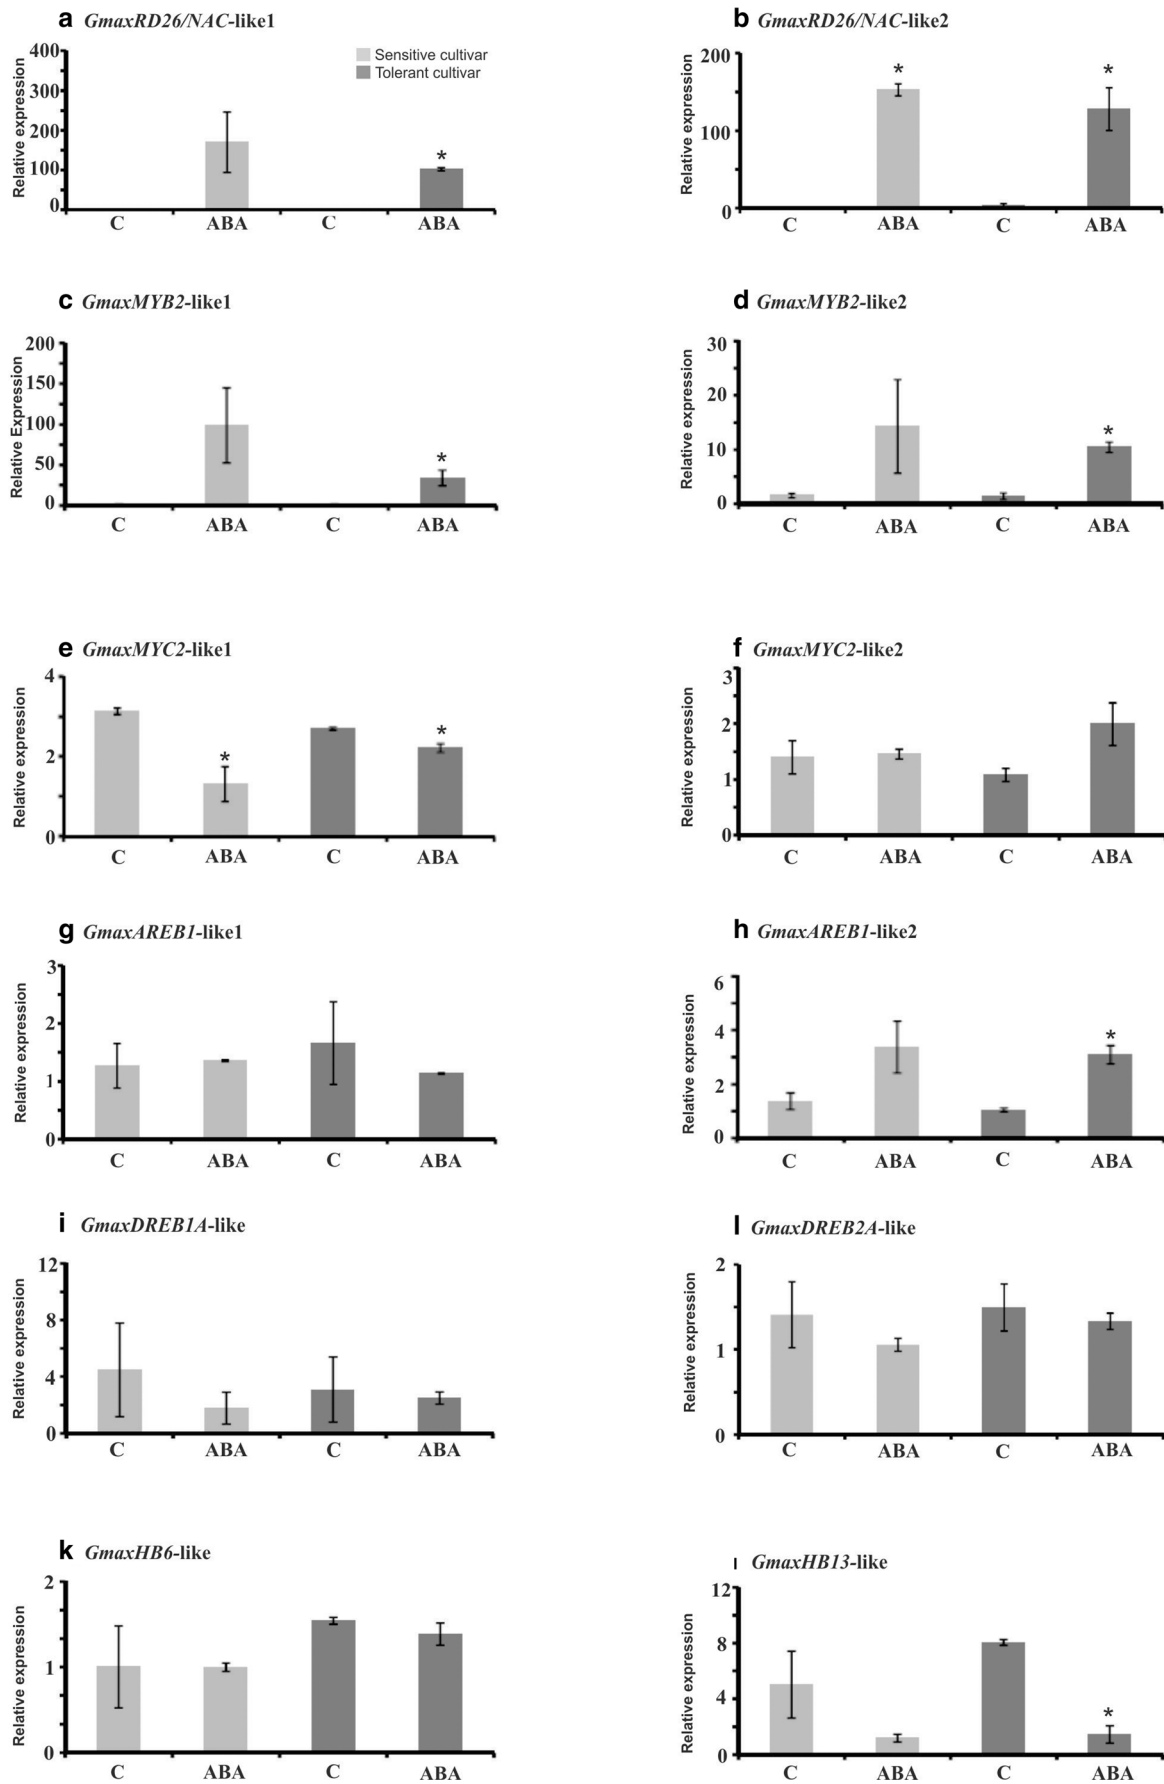 a GmaxRD26/NAC-like1
Relative expression
400
300
200
100
0
Sensitive cultivar
Tolerant cultivar
*
C ABA C ABA
b GmaxRD26/NAC-like2
Relative expression
200
100
0
* *
C ABA C ABA
c GmaxMYB2-like1
Relative Expression
200
150
100
50
0
*
C ABA C ABA
d GmaxMYB2-like2
Relative expression
30
20
10
0
*
C ABA C ABA
e GmaxMYC2-like1
Relative expression
4
2
0
* *
C ABA C ABA
f GmaxMYC2-like2
Relative expression
3
2
1
0
C ABA C ABA
g GmaxAREB1-like1
Relative expression
3
2
1
0
C ABA C ABA
h GmaxAREB1-like2
Relative expression
6
4
2
0
*
C ABA C ABA
i GmaxDREB1A-like
Relative expression
12
8
4
0
C ABA C ABA
l GmaxDREB2A-like
Relative expression
2
1
0
C ABA C ABA
k GmaxHB6-like
Relative expression
2
1
0
C ABA C ABA
ı GmaxHB13-like
Relative expression
12
8
4
0
*
C ABA C ABA